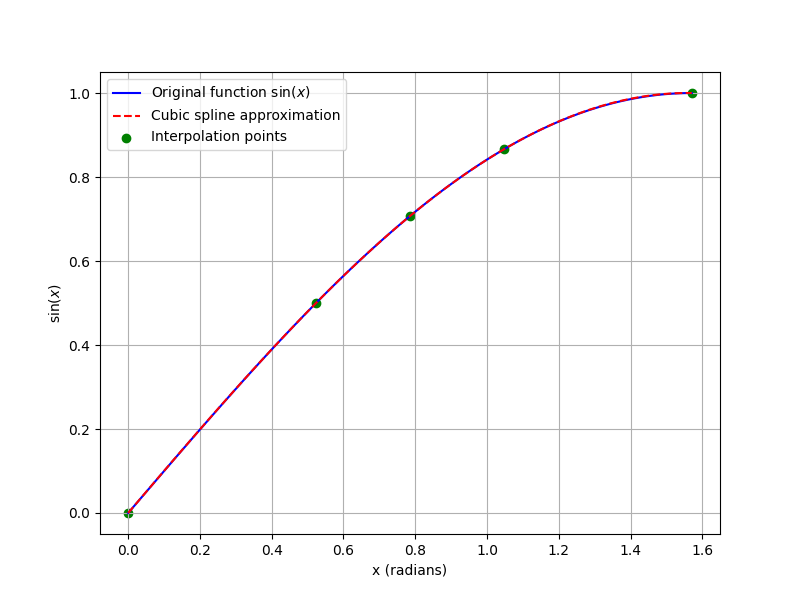 Original function sin(x)
Cubic spline approximation
Interpolation points
1.0
0.8
0.6
0.4
0.2
0.0
sin(x)
0.0 0.2 0.4 0.6 0.8 1.0 1.2 1.4 1.6
x (radians)